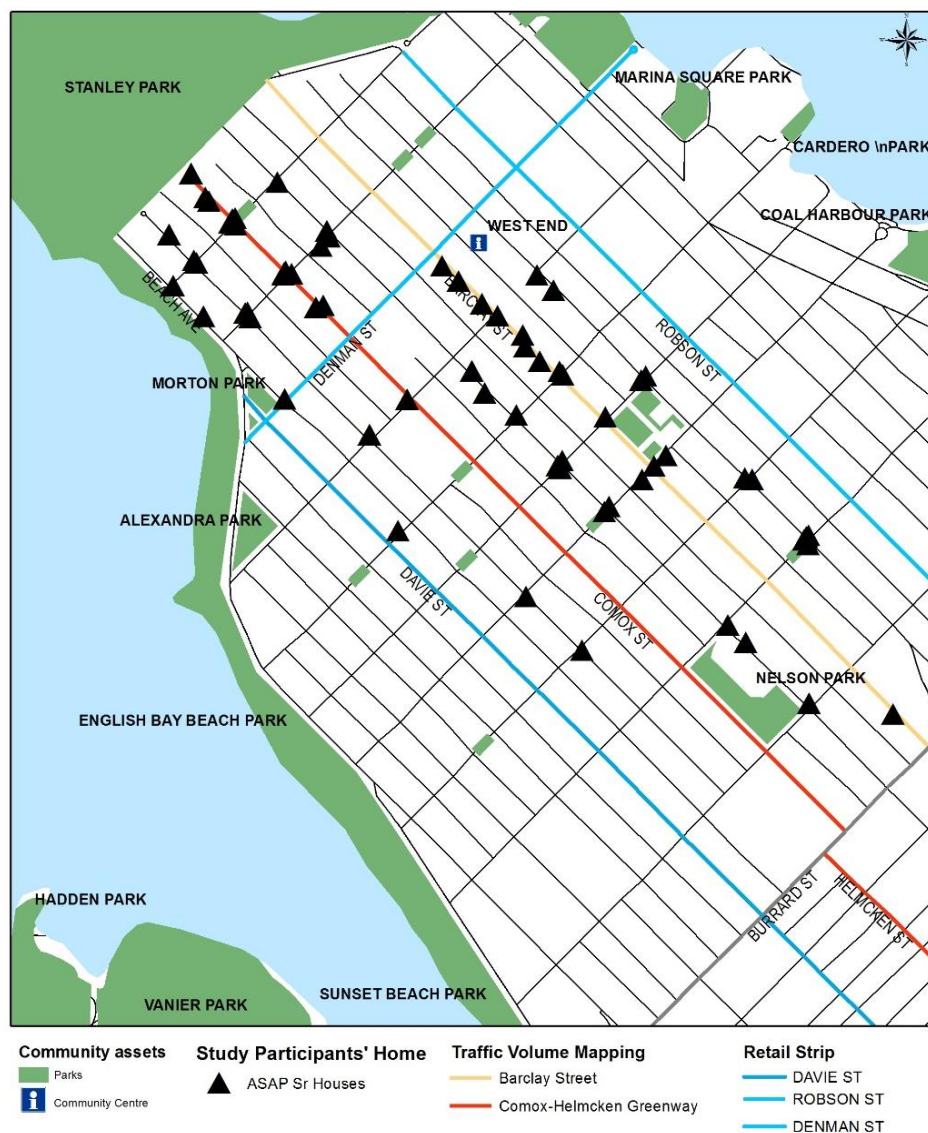 STANLEY PARK
MARINA SQUARE PARK
CARDERO \nPARK
COAL HARBOUR PARK
WEST END
BARCLAY ST
BEACH AVE
DENMAN ST
ROBSON ST
MORTON PARK
ALEXANDRA PARK
DAVIE ST
COMOX ST
NELSON PARK
ENGLISH BAY BEACH PARK
HADDEN PARK
BURRARD ST
HELMCKEN ST
SUNSET BEACH PARK
VANIER PARK
Community assets
Parks
Community Centre
Study Participants' Home
ASAP Sr Houses
Traffic Volume Mapping
Barclay Street
Comox-Helmcken Greenway
Retail Strip
DAVIE ST
ROBSON ST
DENMAN ST